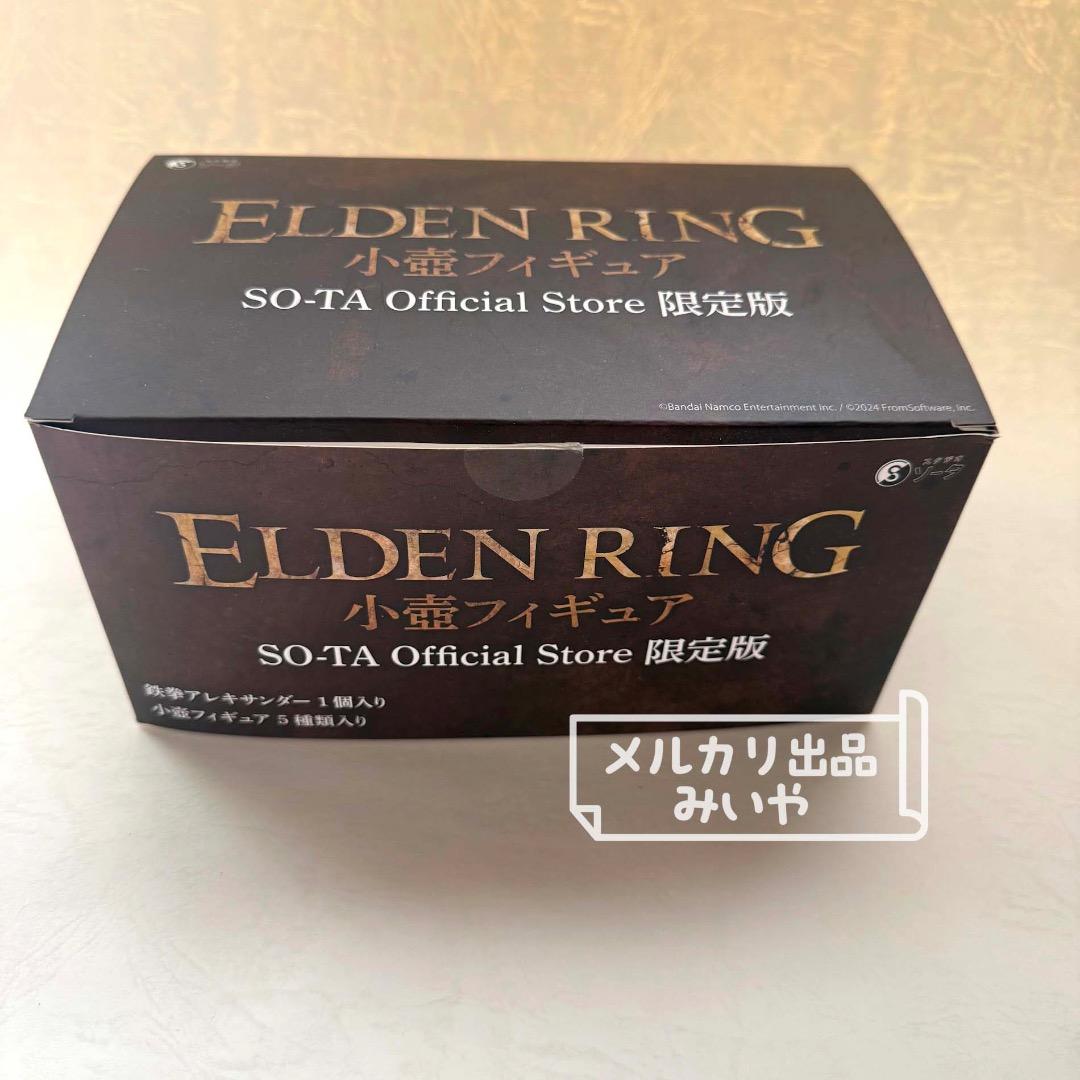 ELDEN RING
小壺フィギュア
SO-TA Official Store 限定版
©Bandai Namco Entertainment Inc. / ©2024 FromSoftware, Inc.
ソータ
ELDEN RING
小壺フィギュア
SO-TA Official Store 限定版
鉄拳アレキサンダー 1個入り
小壺フィギュア 5種類入り
メルカリ出品
みいや